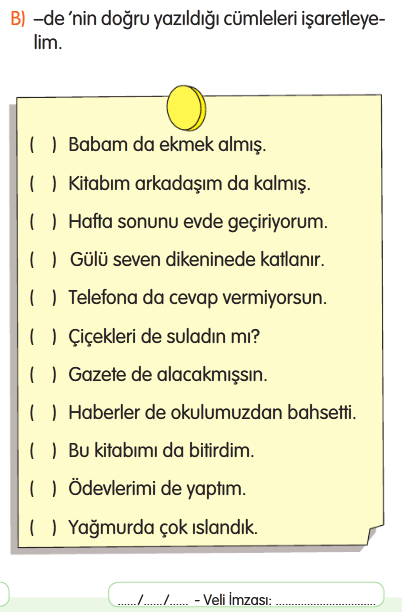 B) –de ’nin doğru yazıldığı cümleleri işaretleye-
lim.
( ) Babam da ekmek almış.
( ) Kitabım arkadaşım da kalmış.
( ) Hafta sonunu evde geçiriyorum.
( ) Gülü seven dikeninede katlanır.
( ) Telefona da cevap vermiyorsun.
( ) Çiçekleri de suladın mı?
( ) Gazete de alacakmışsın.
( ) Haberler de okulumuzdan bahsetti.
( ) Bu kitabımı da bitirdim.
( ) Ödevlerimi de yaptım.
( ) Yağmurda çok ıslandık.
....../....../...... - Veli İmzası: .................................